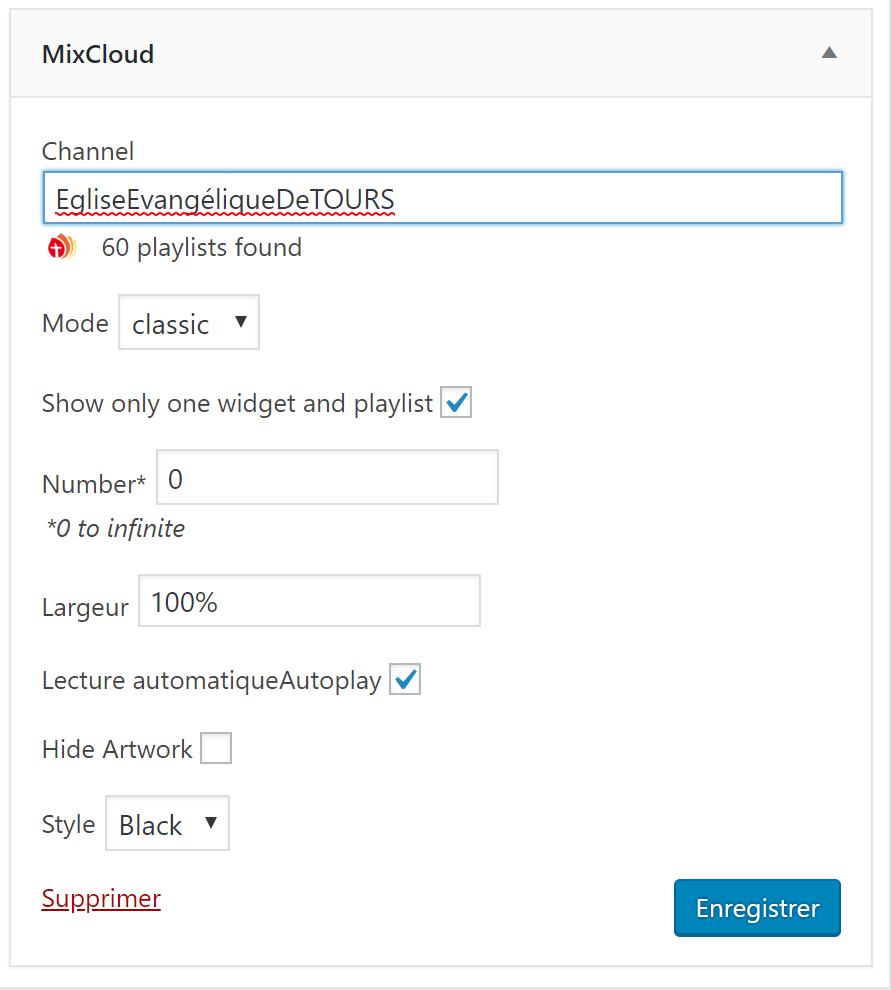 MixCloud
Channel
EgliseEvangéliqueDeTOURS
60 playlists found
Mode classic
Show only one widget and playlist
Number* 0
*0 to infinite
Largeur 100%
Lecture automatiqueAutoplay
Hide Artwork
Style Black
Supprimer Enregistrer